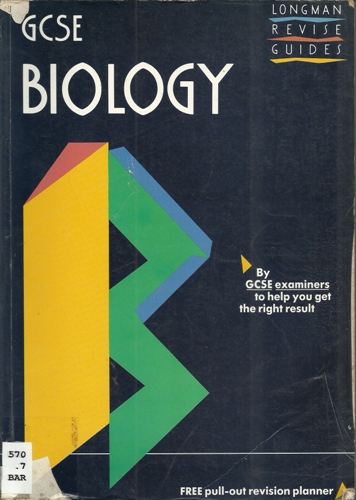 GCSE
BIOLOGY
LONGMAN
REVISE
GUIDES
By
GCSE examiners
to help you get
the right result
570
.7
BAR
FREE pull-out revision planner